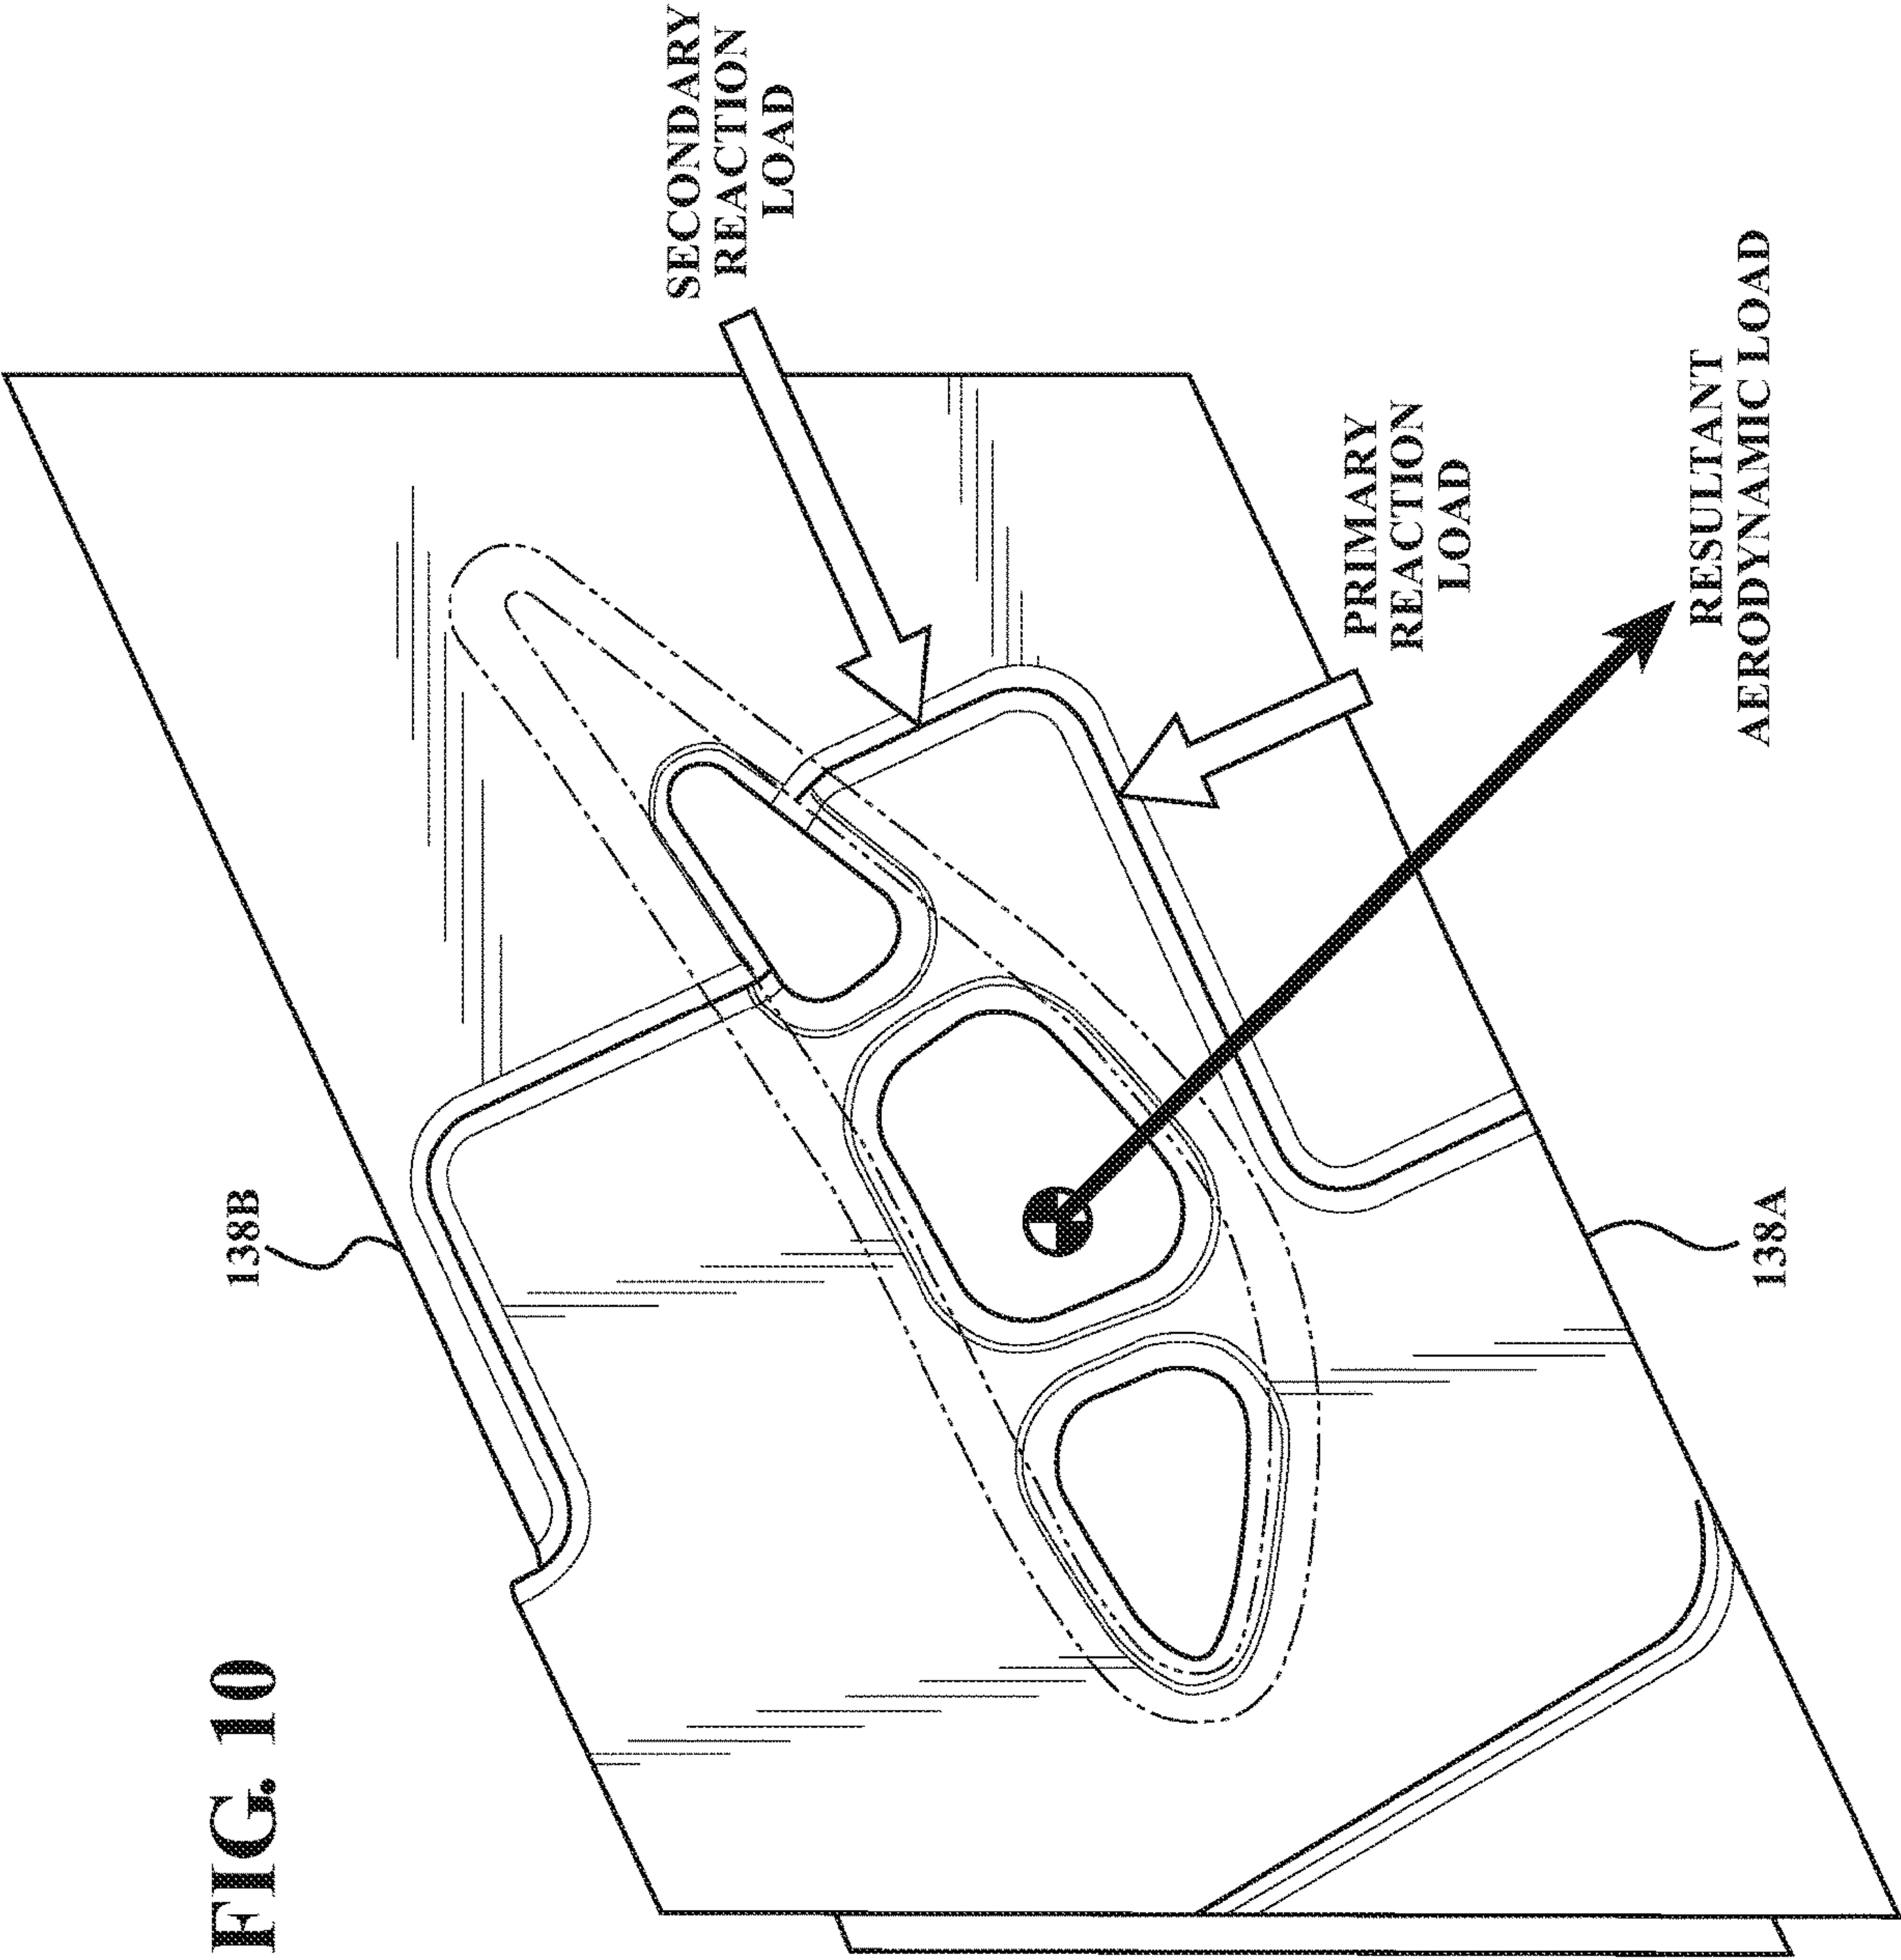 FIG. 10
138B
SECONDARY
REACTION
LOAD
PRIMARY
REACTION
LOAD
RESULTANT
AERODYNAMIC LOAD
138A